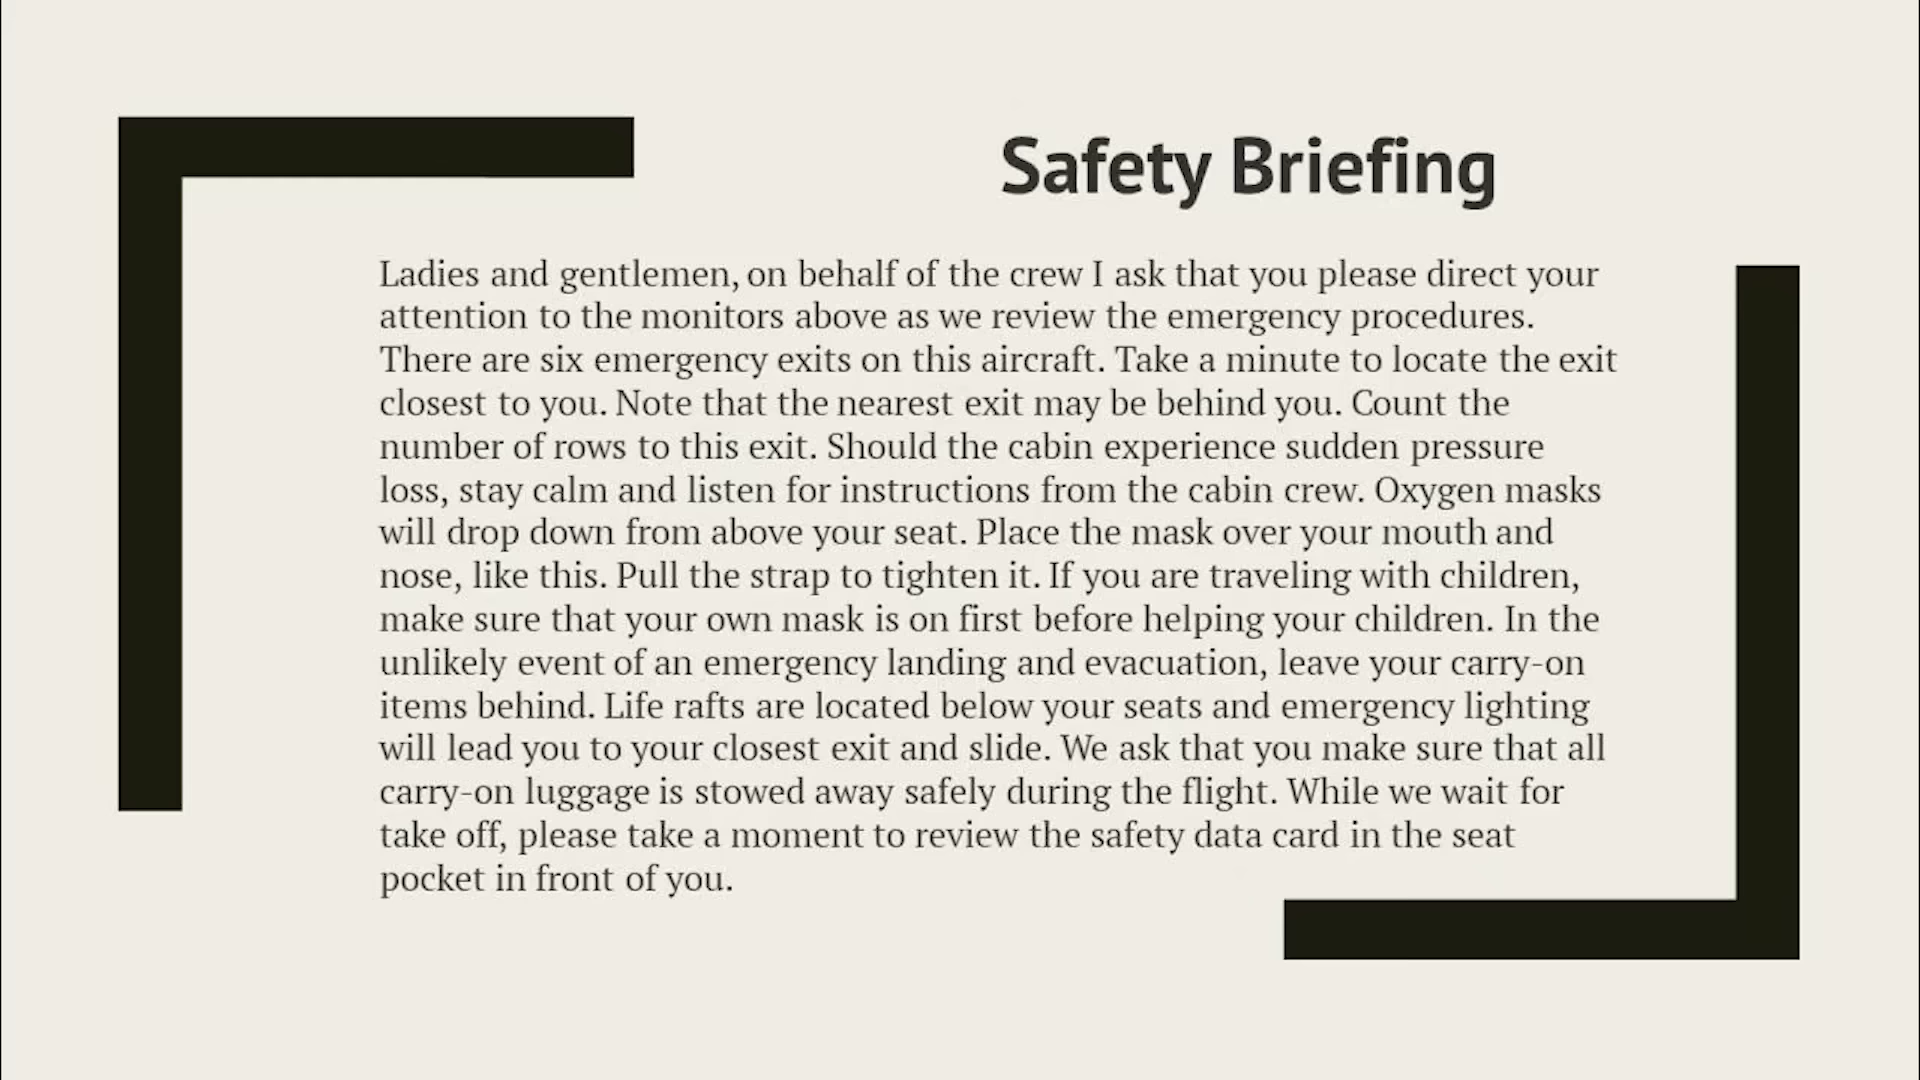 Safety Briefing
Ladies and gentlemen, on behalf of the crew I ask that you please direct your
attention to the monitors above as we review the emergency procedures.
There are six emergency exits on this aircraft. Take a minute to locate the exit
closest to you. Note that the nearest exit may be behind you. Count the
number of rows to this exit. Should the cabin experience sudden pressure
loss, stay calm and listen for instructions from the cabin crew. Oxygen masks
will drop down from above your seat. Place the mask over your mouth and
nose, like this. Pull the strap to tighten it. If you are traveling with children,
make sure that your own mask is on first before helping your children. In the
unlikely event of an emergency landing and evacuation, leave your carry-on
items behind. Life rafts are located below your seats and emergency lighting
will lead you to your closest exit and slide. We ask that you make sure that all
carry-on luggage is stowed away safely during the flight. While we wait for
take off, please take a moment to review the safety data card in the seat
pocket in front of you.